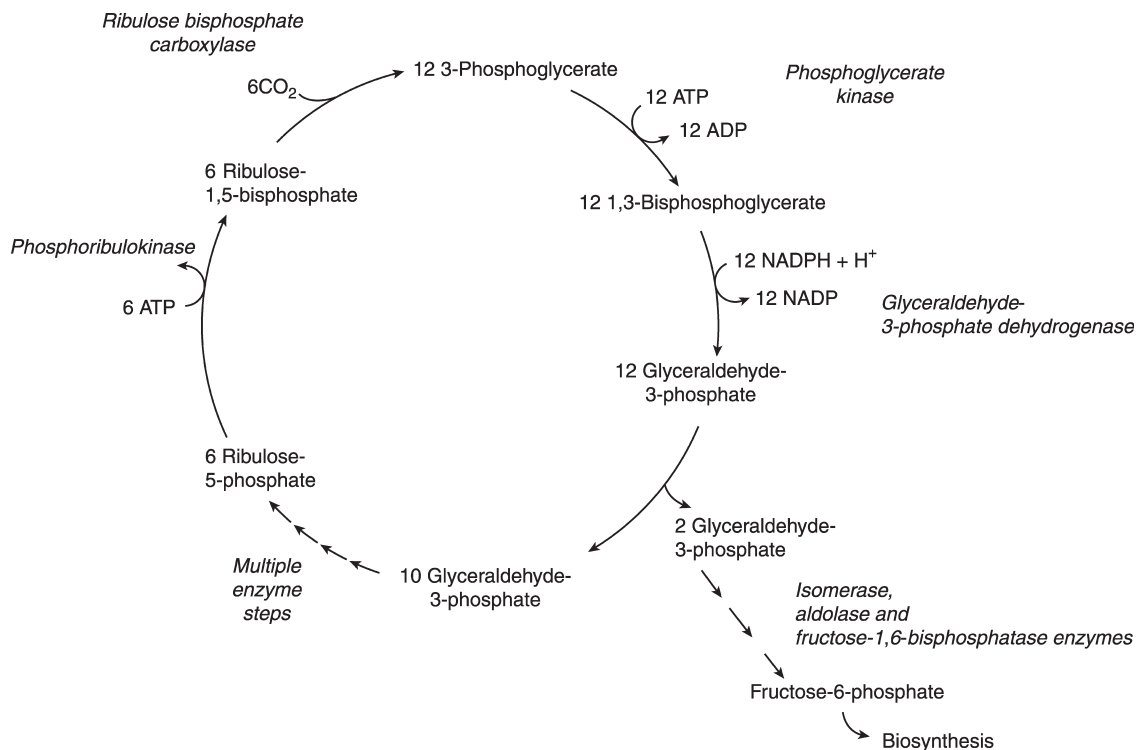 Ribulose bisphosphate
carboxylase
6CO₂
12 3-Phosphoglycerate
Phosphoglycerate
kinase
12 ATP
12 ADP
6 Ribulose-
1,5-bisphosphate
12 1,3-Bisphosphoglycerate
Phosphoribulokinase
6 ATP
12 NADPH + H⁺
12 NADP
Glyceraldehyde-
3-phosphate dehydrogenase
12 Glyceraldehyde-
3-phosphate
6 Ribulose-
5-phosphate
2 Glyceraldehyde-
3-phosphate
Multiple
enzyme
steps
10 Glyceraldehyde-
3-phosphate
Isomerase,
aldolase and
fructose-1,6-bisphosphatase enzymes
Fructose-6-phosphate
Biosynthesis